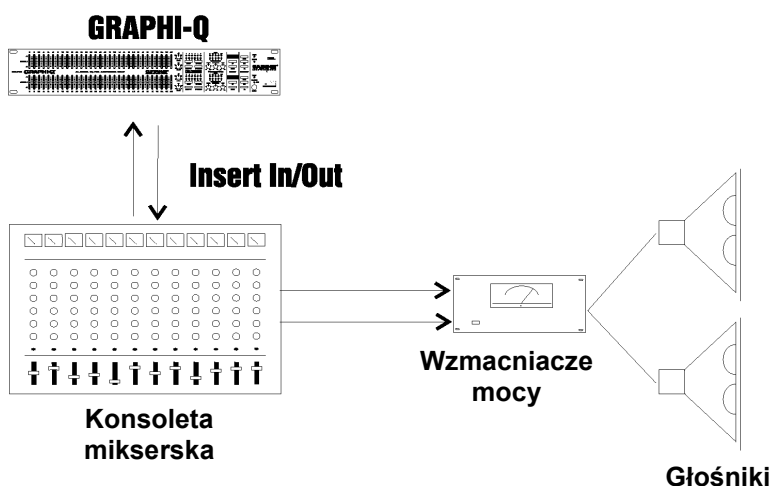 GRAPHI-Q
Insert In/Out
Wzmacniacze
mocy
Konsoleta
mikserska
Głośniki